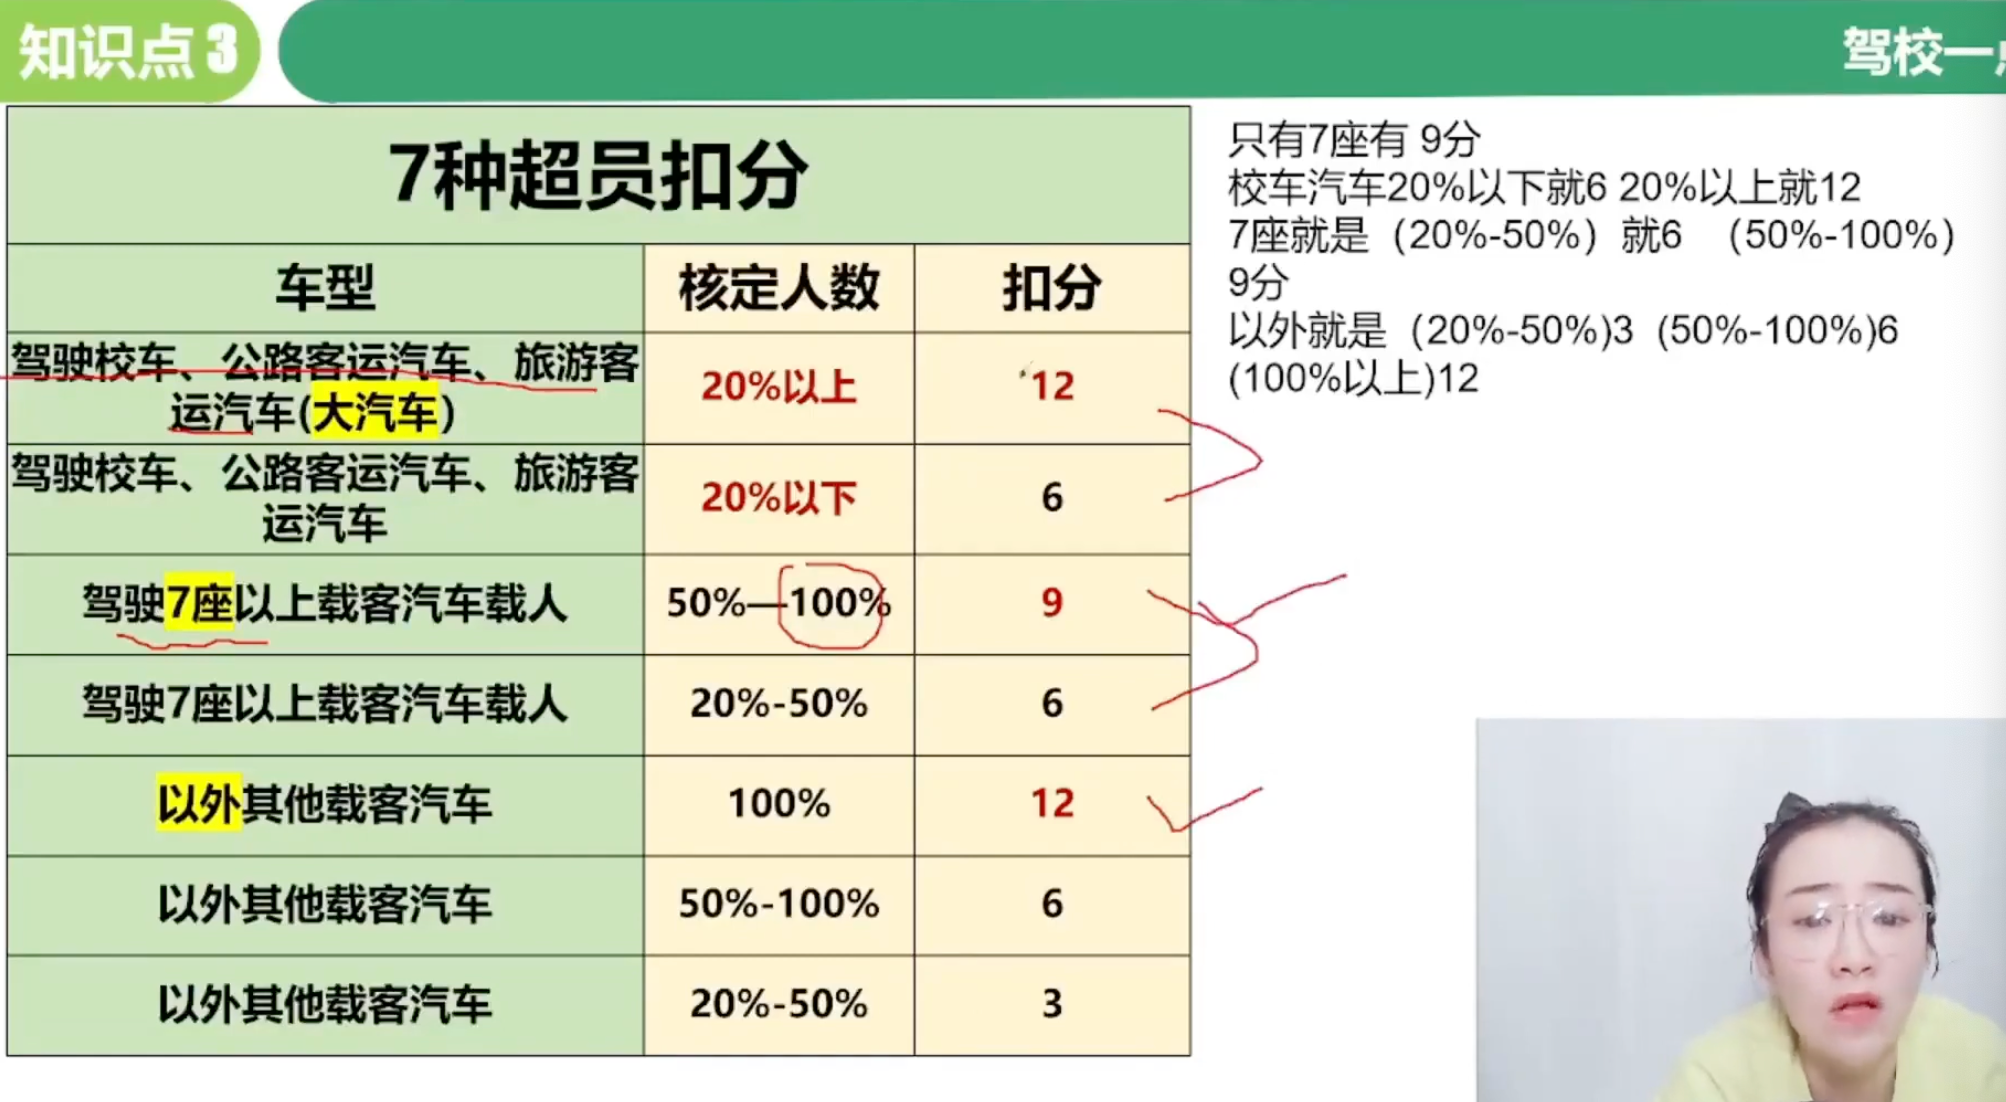 知识点3
驾校一
7种超员扣分
车型 核定人数 扣分
驾驶校车、公路客运汽车、旅游客
运汽车(大汽车) 20%以上 12
驾驶校车、公路客运汽车、旅游客
运汽车 20%以下 6
驾驶7座以上载客汽车载人 50%—100% 9
驾驶7座以上载客汽车载人 20%-50% 6
以外其他载客汽车 100% 12
以外其他载客汽车 50%-100% 6
以外其他载客汽车 20%-50% 3
只有7座有 9分
校车汽车20%以下就6 20%以上就12
7座就是（20%-50%）就6 （50%-100%）
9分
以外就是（20%-50%)3 (50%-100%)6
(100%以上)12